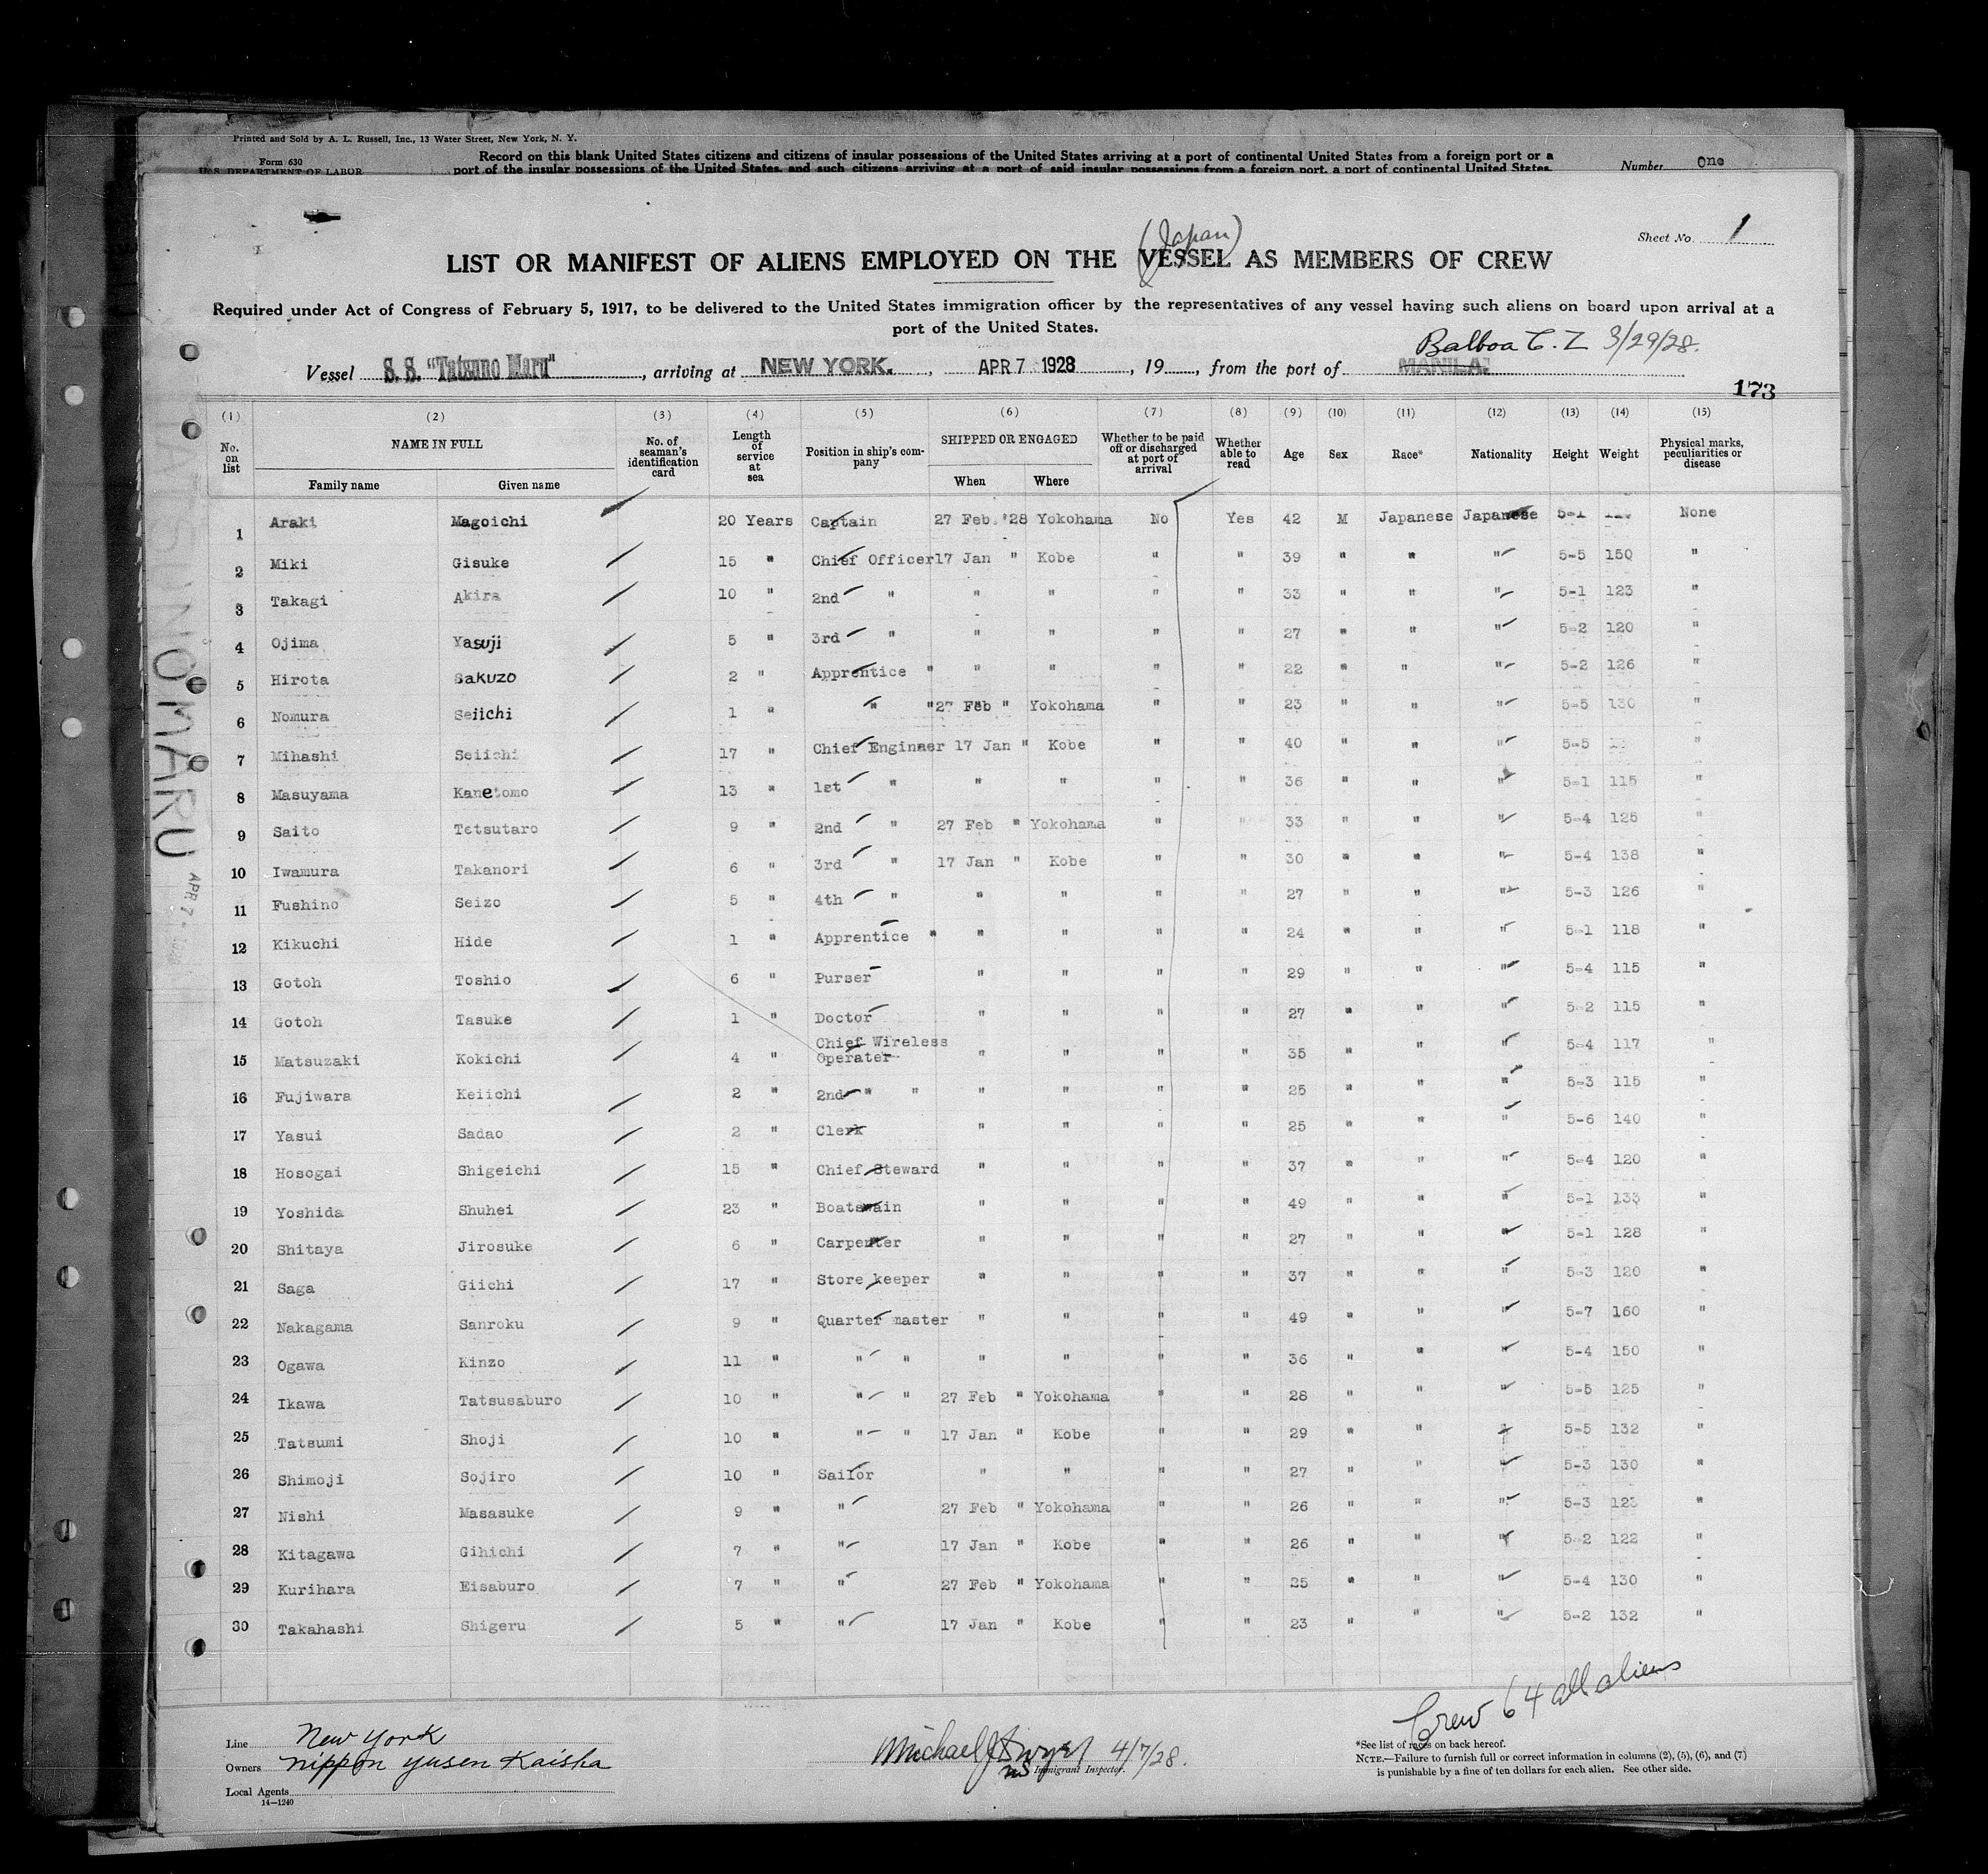 Printed and Sold by A. L. Russell, Inc., 13 Water Street, New York, N. Y.
Form 630
U. S. DEPARTMENT OF LABOR
Record on this blank United States citizens and citizens of insular possessions of the United States arriving at a port of continental United States from a foreign port or a
port of the insular possessions of the United States, and such citizens arriving at a port of said insular possessions from a foreign port, a port of continental United States,
Number One
Sheet No. 1
(Japan)
LIST OR MANIFEST OF ALIENS EMPLOYED ON THE VESSEL AS MEMBERS OF CREW
Required under Act of Congress of February 5, 1917, to be delivered to the United States immigration officer by the representatives of any vessel having such aliens on board upon arrival at a
port of the United States.
Balboa C. Z 3/29/28.
Vessel S. S. "Tatsuno Maru", arriving at NEW YORK., APR 7 1928, 19, from the port of MANILA.
173
(1) (2) (3) (4) (5) (6) (7) (8) (9) (10) (11) (12) (13) (14) (15)
No. on list NAME IN FULL Family name Given name No. of seaman's identification card Length of service at sea Position in ship's company SHIPPED OR ENGAGED When Where Whether to be paid off or discharged at port of arrival Whether able to read Age Sex Race* Nationality Height Weight Physical marks, peculiarities or disease
1 Araki Magoichi 20 Years Captain 27 Feb '28 Yokohama No Yes 42 M Japanese Japanese 5-1 None
2 Miki Gisuke 15 " Chief Officer 17 Jan " Kobe " " 39 " " " 5-5 150 "
3 Takagi Akira 10 " 2nd " " " " " 33 " " " 5-1 123 "
4 Ojima Yasuji 5 " 3rd " " " " " 27 " " " 5-2 120 "
5 Hirota Sakuzo 2 " Apprentice " " " " " 22 " " " 5-2 126 "
6 Nomura Seiichi 1 " " " 27 Feb " Yokohama " " 23 " " " 5-5 130 "
7 Mihashi Seiichi 17 " Chief Enginaer 17 Jan " Kobe " " 40 " " " 5-5 "
8 Masuyama Kanetomo 13 " 1st " " " " " 36 " " " 5-1 115 "
9 Saito Tetsutaro 9 " 2nd " 27 Feb " Yokohama " " 33 " " " 5-4 125 "
10 Iwamura Takanori 6 " 3rd " 17 Jan " Kobe " " 30 " " " 5-4 138 "
11 Fushino Seizo 5 " 4th " " " " " 27 " " " 5-3 126 "
12 Kikuchi Hide 1 " Apprentice " " " " " 24 " " " 5-1 118 "
13 Gotoh Toshio 6 " Purser " " " " 29 " " " 5-4 115 "
14 Gotoh Tasuke 1 " Doctor " " " " 27 " " " 5-2 115 "
15 Matsuzaki Kokichi 4 " Chief Wireless Operater " " " " 35 " " " 5-4 117 "
16 Fujiwara Keiichi 2 " 2nd " " " " " " 25 " " " 5-3 115 "
17 Yasui Sadao 2 " Clerk " " " " 25 " " " 5-6 140 "
18 Hosogai Shigeichi 15 " Chief Steward " " " " 37 " " " 5-4 120 "
19 Yoshida Shuhei 23 " Boatswain " " " " 49 " " " 5-1 133 "
20 Shitaya Jirosuke 6 " Carpenter " " " " 27 " " " 5-1 128 "
21 Saga Giichi 17 " Store keeper " " " " 37 " " " 5-3 120 "
22 Nakagama Sanroku 9 " Quarter master " " " " 49 " " " 5-7 160 "
23 Ogawa Kinzo 11 " " " " " " " 36 " " " 5-4 150 "
24 Ikawa Tatsusaburo 10 " " " 27 Feb " Yokohama " " 28 " " " 5-5 125 "
25 Tatsumi Shoji 10 " " " 17 Jan " Kobe " " 29 " " " 5-5 132 "
26 Shimoji Sojiro 10 " Sailor " " " " 27 " " " 5-3 130 "
27 Nishi Masasuke 9 " " 27 Feb " Yokohama " " 26 " " " 5-3 123 "
28 Kitagawa Gihichi 7 " " 17 Jan " Kobe " " 26 " " " 5-2 122 "
29 Kurihara Eisaburo 7 " " 27 Feb " Yokohama " " 25 " " " 5-4 130 "
30 Takahashi Shigeru 5 " " 17 Jan " Kobe " " 23 " " " 5-2 132 "
Crew 64 all aliens
Line New York
Owners Nippon Yusen Kaisha
Local Agents
14—1240
Michael J Dwyer 4/7/28.
Immigrant Inspector.
*See list of races on back hereof.
NOTE.—Failure to furnish full or correct information in columns (2), (5), (6), and (7)
is punishable by a fine of ten dollars for each alien. See other side.
NO MARU
APR 7